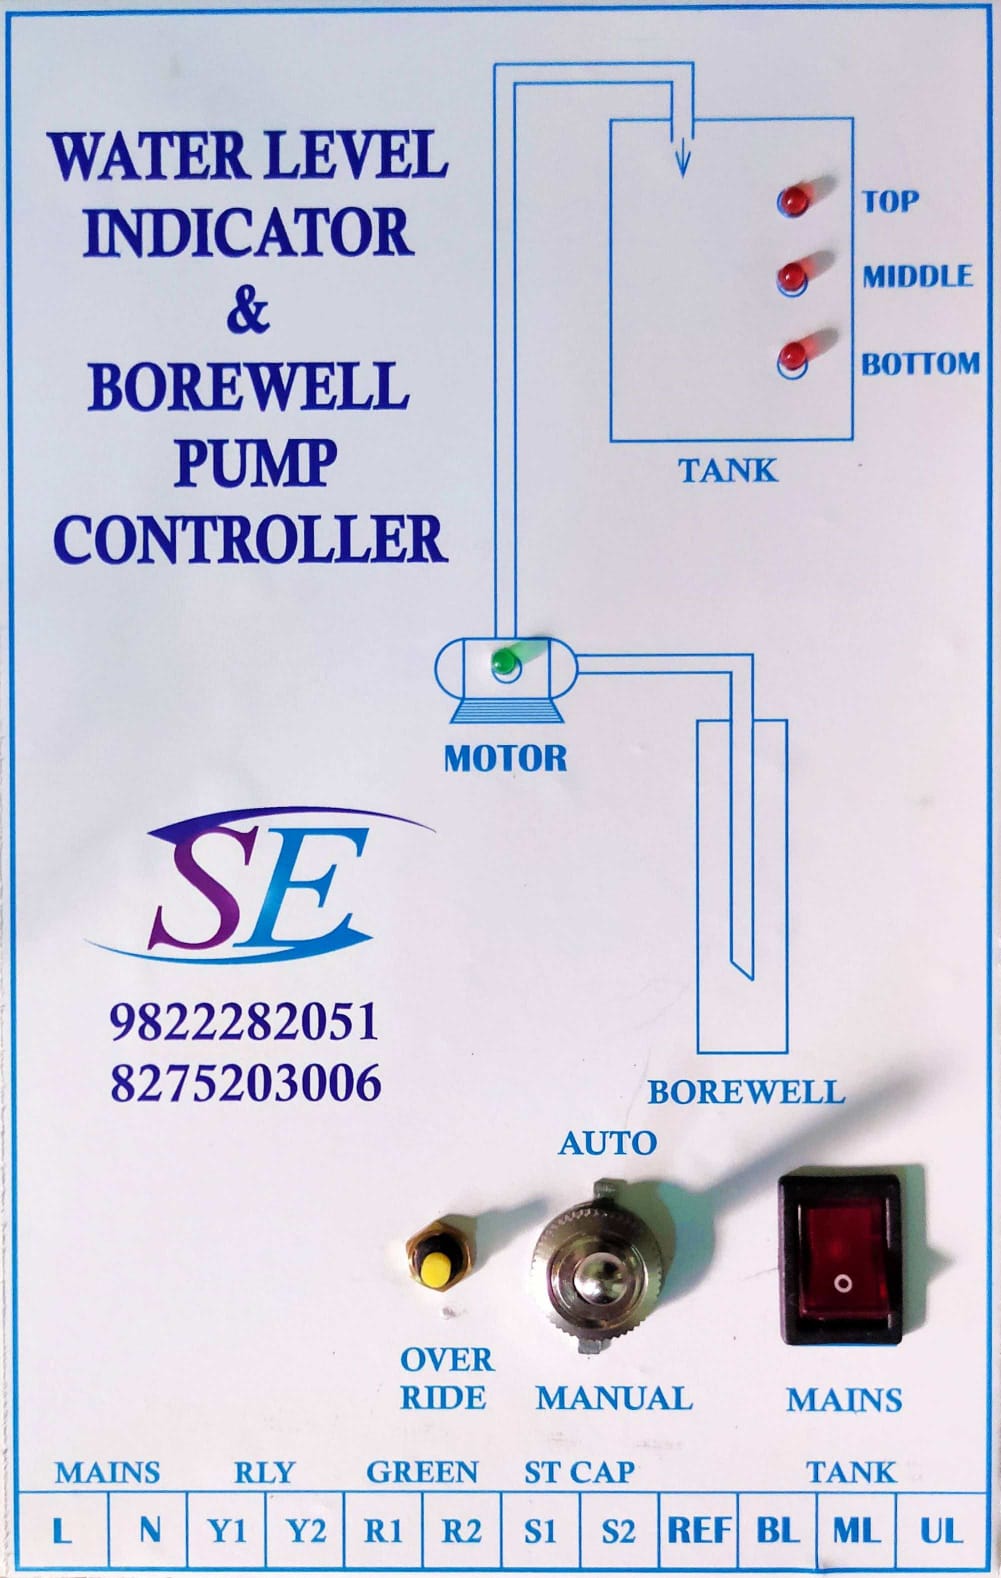 WATER LEVEL
INDICATOR
&
BOREWELL
PUMP
CONTROLLER
TOP
MIDDLE
BOTTOM
TANK
MOTOR
SE
9822282051
8275203006
BOREWELL
AUTO
OVER
RIDE
MANUAL
MAINS
MAINS RLY GREEN ST CAP TANK
L N Y1 Y2 R1 R2 S1 S2 REF BL ML UL